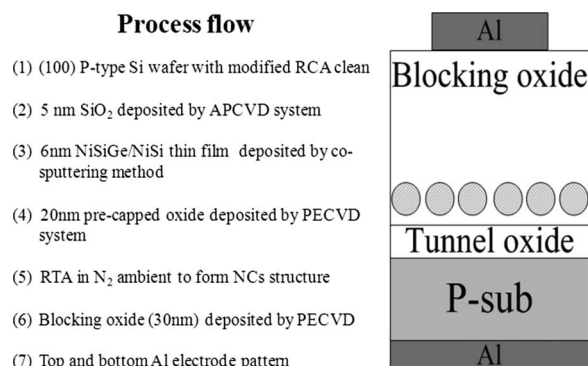 Process flow
(1) (100) P-type Si wafer with modified RCA clean
(2) 5 nm SiO₂ deposited by APCVD system
(3) 6nm NiSiGe/NiSi thin film deposited by co-
sputtering method
(4) 20nm pre-capped oxide deposited by PECVD
system
(5) RTA in N₂ ambient to form NCs structure
(6) Blocking oxide (30nm) deposited by PECVD
(7) Top and bottom Al electrode pattern
Al
Blocking oxide
Tunnel oxide
P-sub
Al